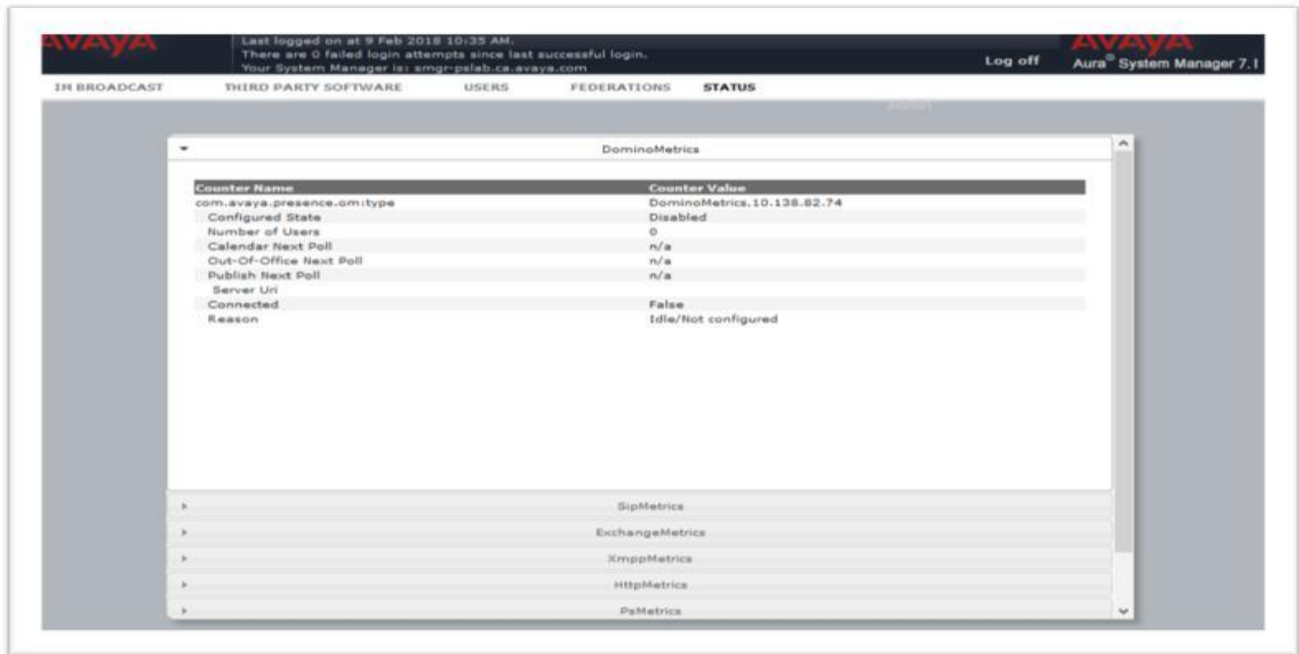 AVAYA
Last logged on at 9 Feb 2018 10:35 AM.
There are 0 failed login attempts since last successful login.
Your System Manager is: smgr-pslab.ca.avaya.com
Log off
AVAYA
Aura® System Manager 7.1
IM BROADCAST THIRD PARTY SOFTWARE USERS FEDERATIONS STATUS
Admin
DominoMetrics
Counter Name Counter Value
com.avaya.presence.om:type DominoMetrics.10.138.82.74
Configured State Disabled
Number of Users 0
Calendar Next Poll n/a
Out-Of-Office Next Poll n/a
Publish Next Poll n/a
Server Uri
Connected False
Reason Idle/Not configured
SipMetrics
ExchangeMetrics
XmppMetrics
HttpMetrics
PsMetrics